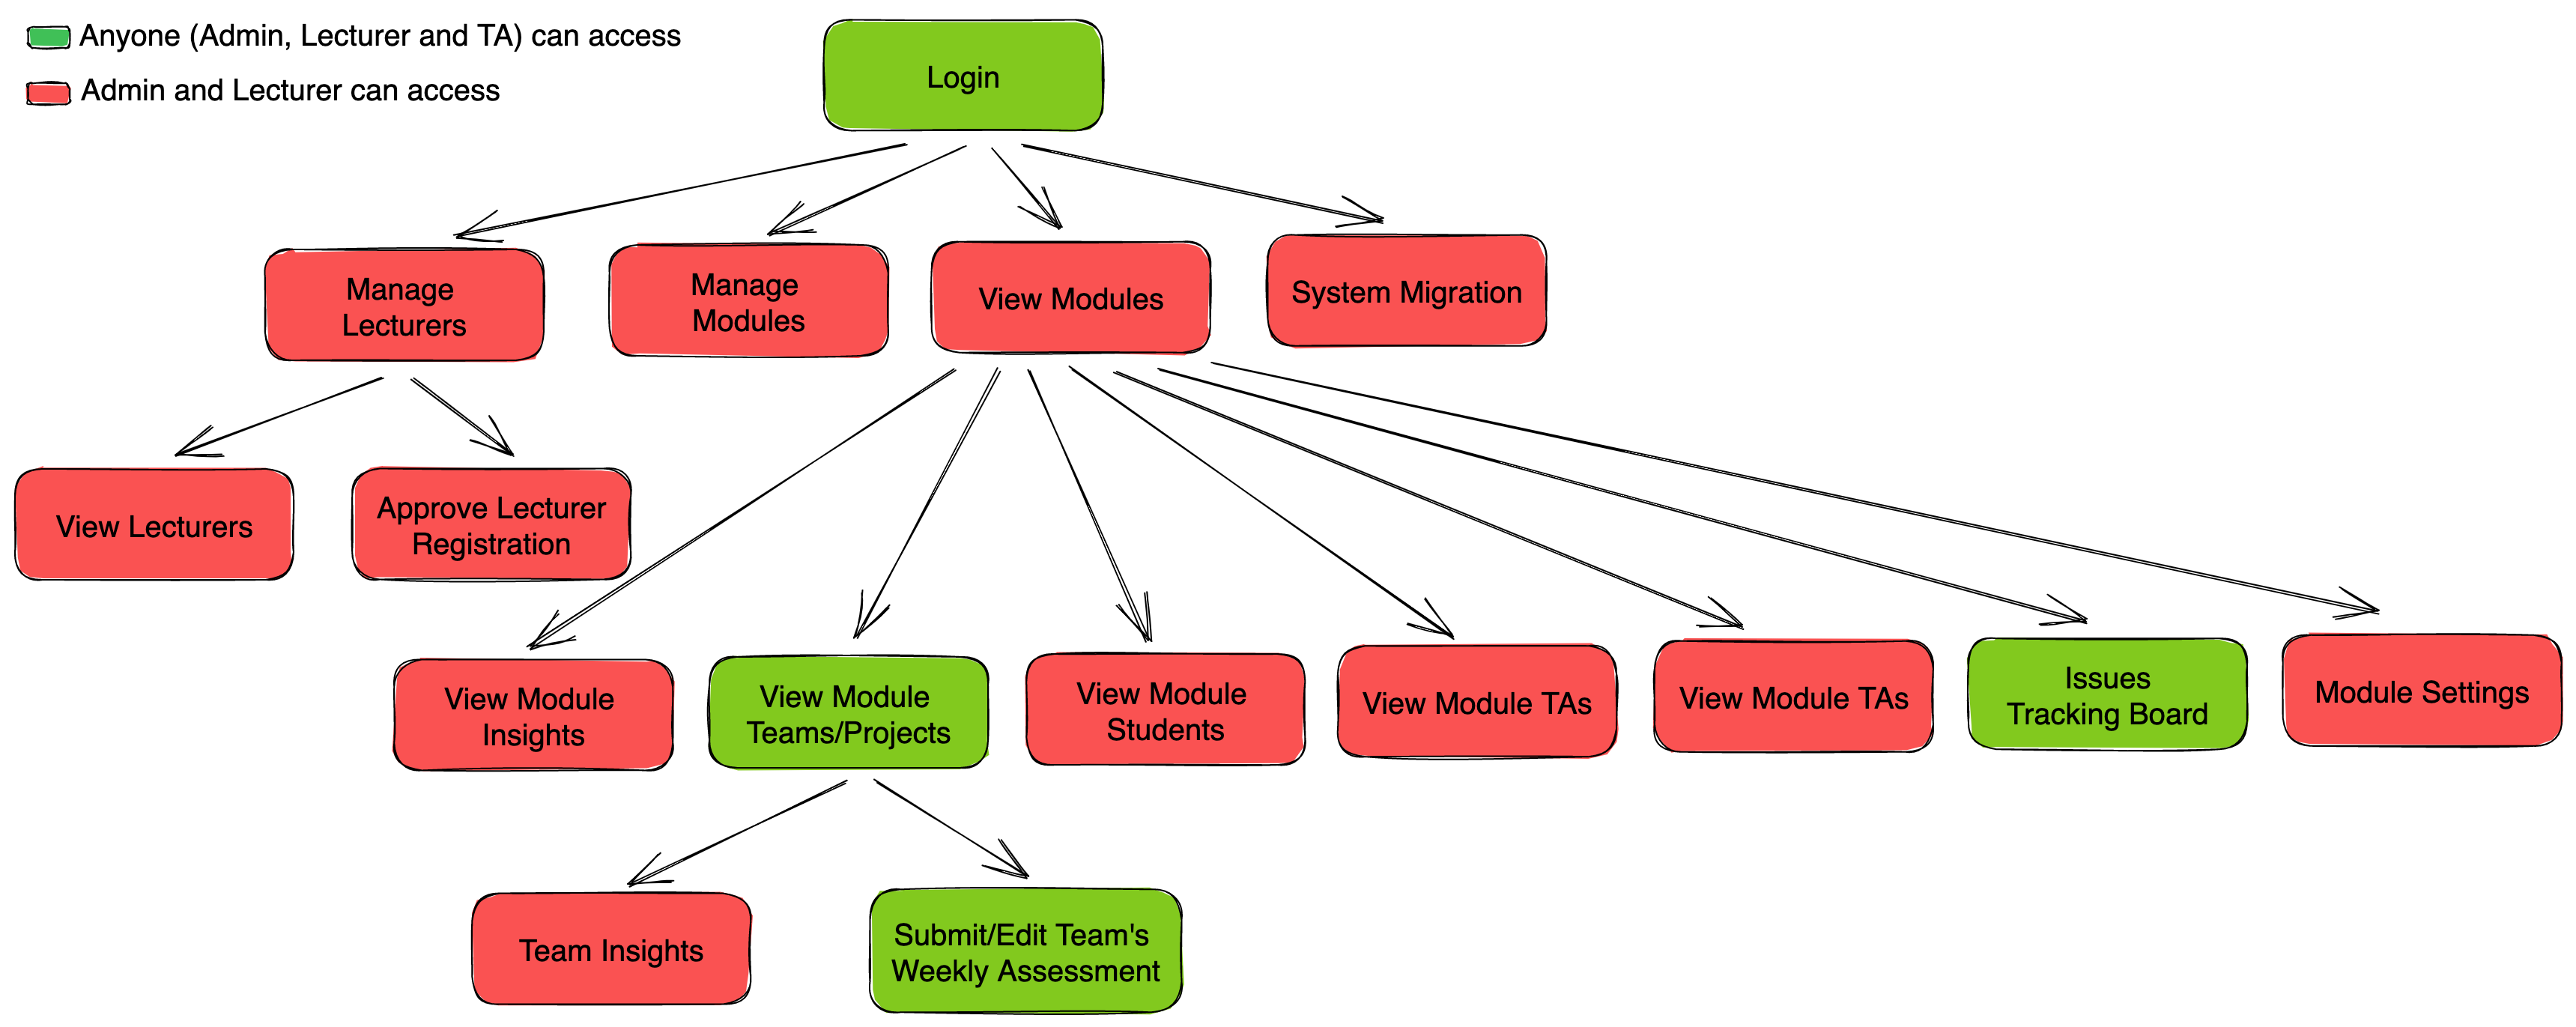 Anyone (Admin, Lecturer and TA) can access
Admin and Lecturer can access
Login
Manage
Lecturers
Manage
Modules
View Modules
System Migration
View Lecturers
Approve Lecturer
Registration
View Module
Insights
View Module
Teams/Projects
View Module
Students
View Module TAs
View Module TAs
Issues
Tracking Board
Module Settings
Team Insights
Submit/Edit Team's
Weekly Assessment